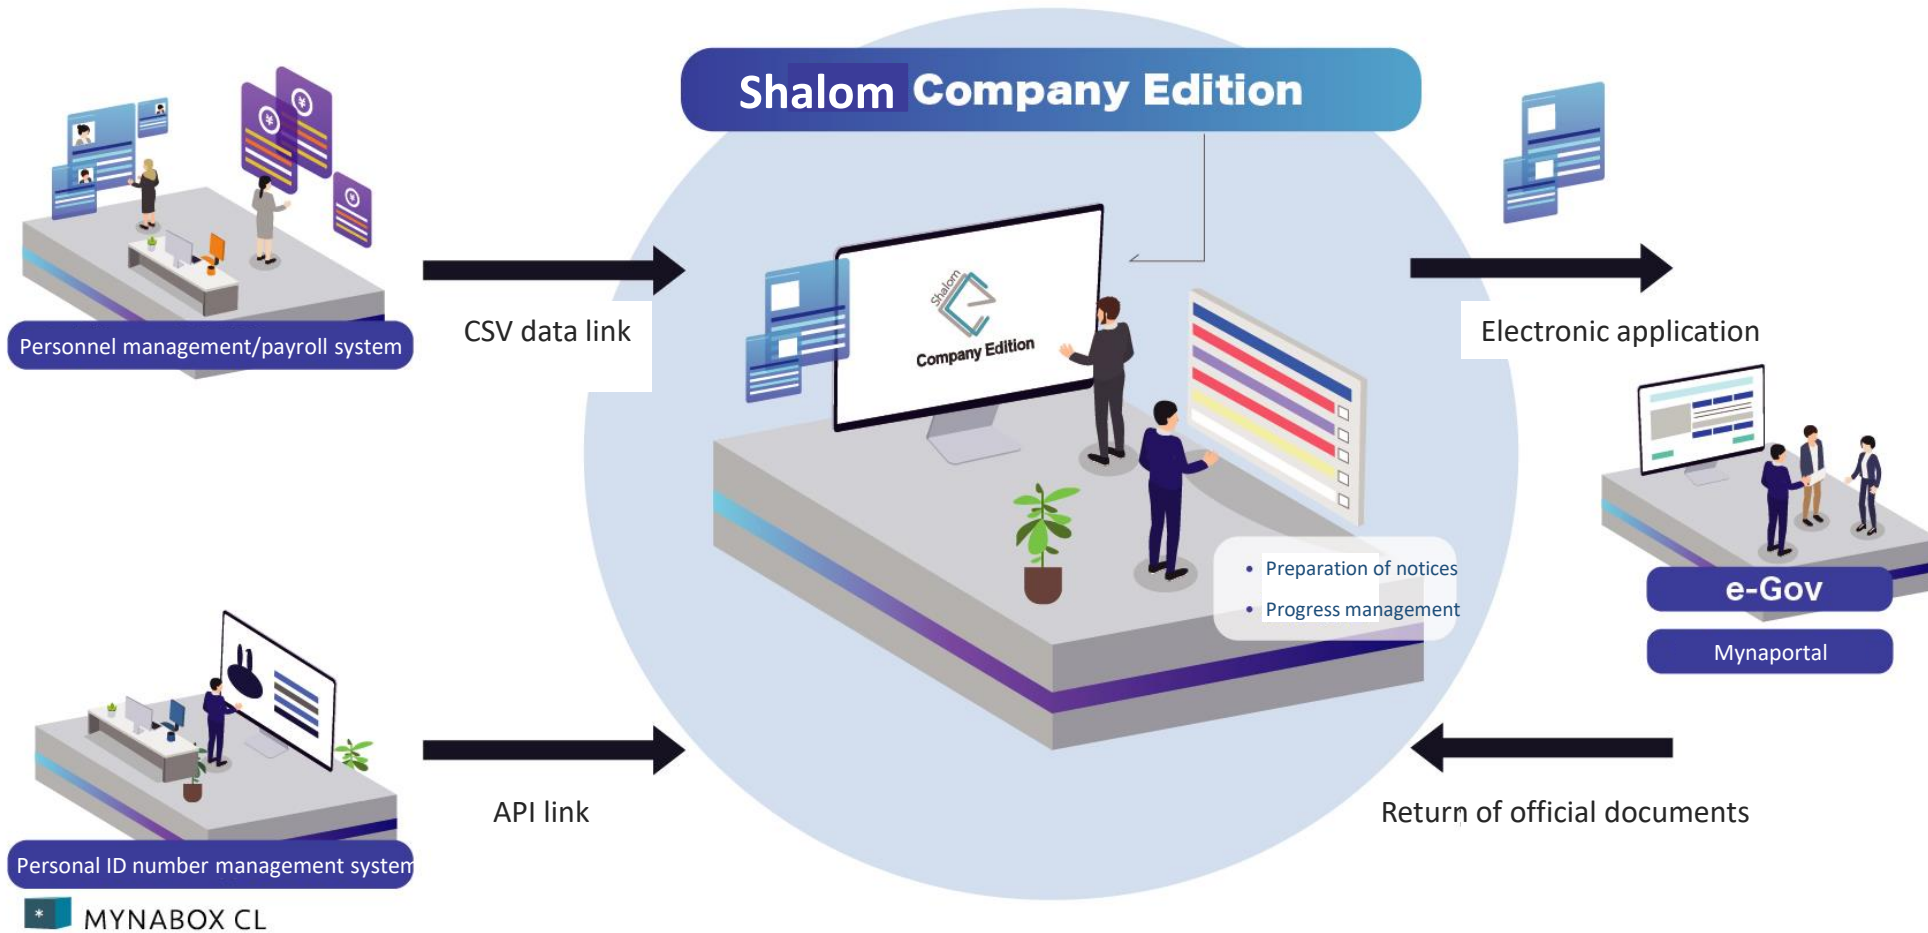 Shalom Company Edition
Personnel management/payroll system
CSV data link
Shalom
Company Edition
Electronic application
• Preparation of notices
• Progress management
e-Gov
Mynaportal
API link
Return of official documents
Personal ID number management system
* MYNABOX CL
¥
¥
¥